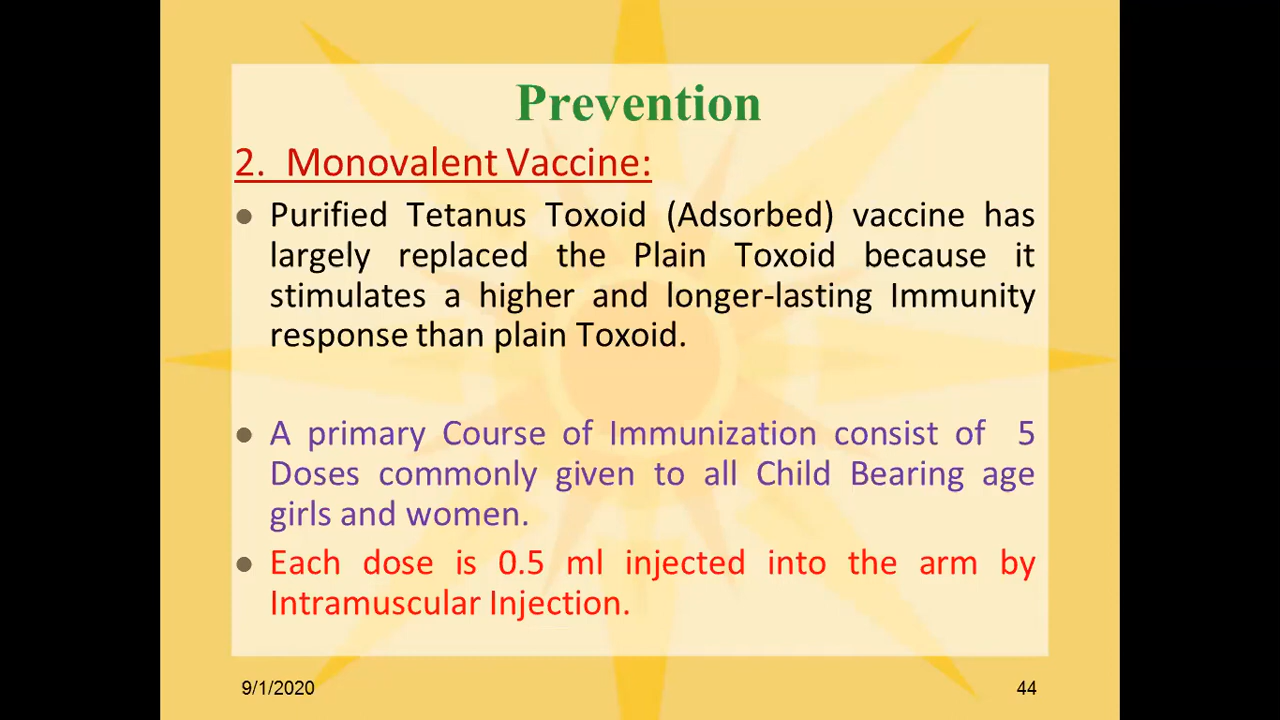 Prevention
2. Monovalent Vaccine:
● Purified Tetanus Toxoid (Adsorbed) vaccine has
largely replaced the Plain Toxoid because it
stimulates a higher and longer-lasting Immunity
response than plain Toxoid.
● A primary Course of Immunization consist of 5
Doses commonly given to all Child Bearing age
girls and women.
● Each dose is 0.5 ml injected into the arm by
Intramuscular Injection.
9/1/2020
44